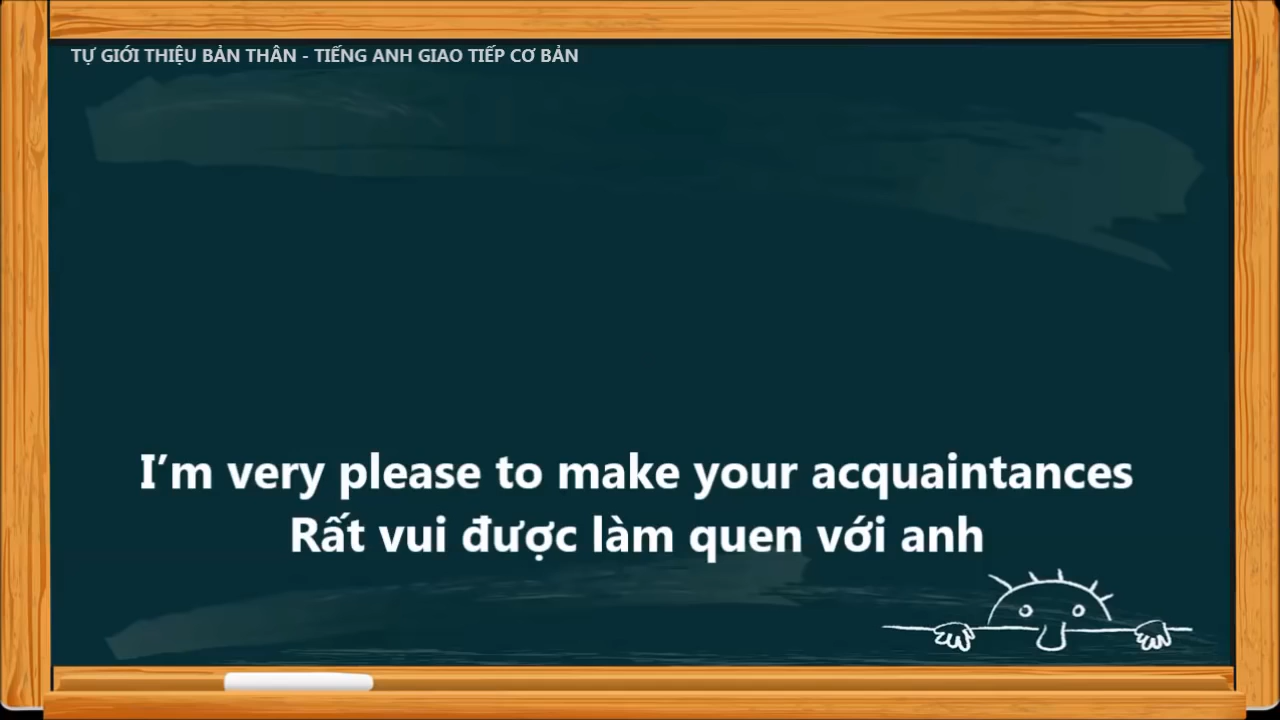 TỰ GIỚI THIỆU BẢN THÂN - TIẾNG ANH GIAO TIẾP CƠ BẢN
I’m very please to make your acquaintances
Rất vui được làm quen với anh